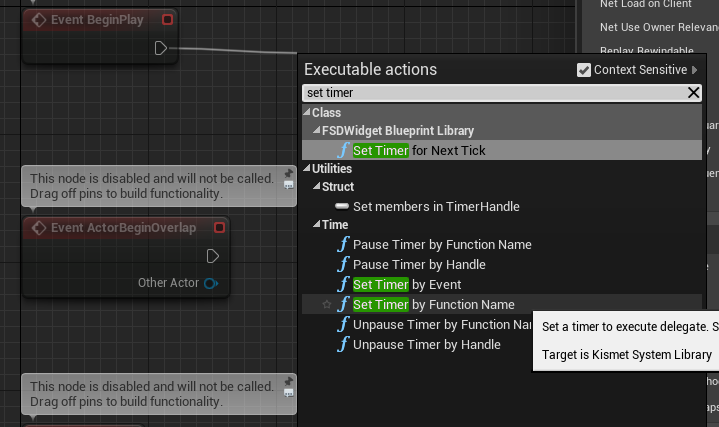 Event BeginPlay
Net Load on Client
Net Use Owner Relevanc
Replay Rewindable
Executable actions
Context Sensitive
set timer
Class
FSDWidget Blueprint Library
Set Timer for Next Tick
Utilities
Struct
Set members in TimerHandle
Time
Pause Timer by Function Name
Pause Timer by Handle
Set Timer by Event
Set Timer by Function Name
Unpause Timer by Function Nar
Unpause Timer by Handle
This node is disabled and will not be called.
Drag off pins to build functionality.
Event ActorBeginOverlap
Other Actor
Set a timer to execute delegate. S
Target is Kismet System Library
This node is disabled and will not be called.
Drag off pins to build functionality.